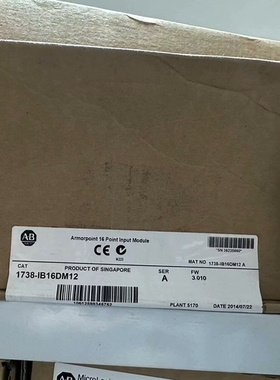 AB
Armorpoint 16 Point Input Module
CE
KCC
CAT
PRODUCT OF SINGAPORE
MAT NO 1738-IB16DM12 A
1738-IB16DM12
SER
A
FW
3.010
PLANT 5170
DATE 2014/07/22
AB